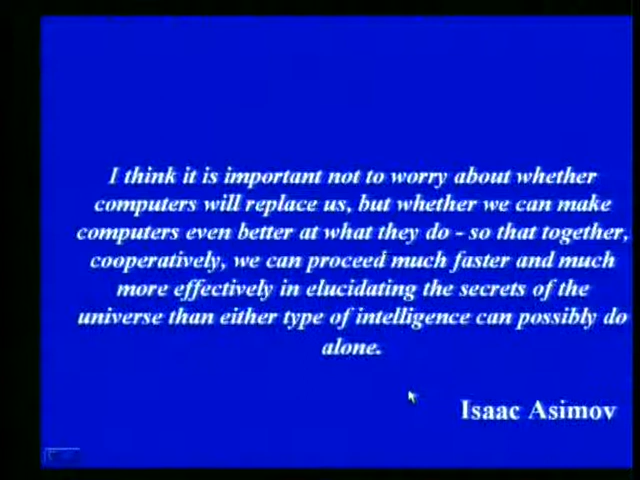 I think it is important not to worry about whether
computers will replace us, but whether we can make
computers even better at what they do - so that together,
cooperatively, we can proceed much faster and much
more effectively in elucidating the secrets of the
universe than either type of intelligence can possibly do
alone.
Isaac Asimov